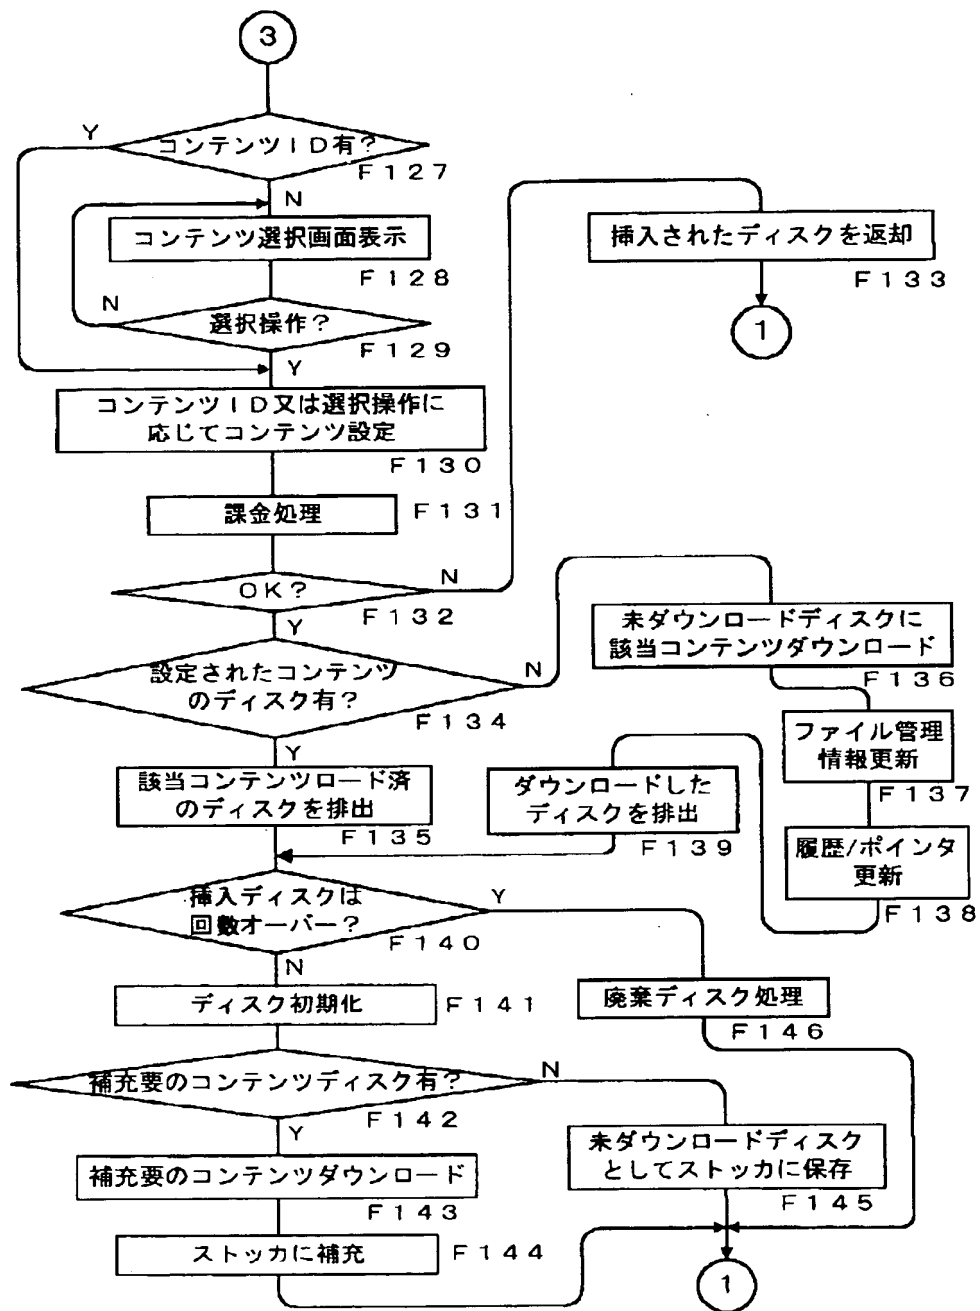 3
コンテンツID有?
Y
F127
N
コンテンツ選択画面表示
F128
N
選択操作?
F129
Y
コンテンツID又は選択操作に
応じてコンテンツ設定
F130
課金処理
F131
OK?
N
F132
Y
挿入されたディスクを返却
F133
1
設定されたコンテンツ
のディスク有?
N
F134
Y
該当コンテンツロード済
のディスクを排出
F135
未ダウンロードディスクに
該当コンテンツダウンロード
F136
ファイル管理
情報更新
F137
履歴/ポインタ
更新
F138
ダウンロードした
ディスクを排出
F139
挿入ディスクは
回数オーバー?
Y
F140
N
ディスク初期化
F141
廃棄ディスク処理
F146
補充要のコンテンツディスク有?
N
F142
Y
補充要のコンテンツダウンロード
F143
ストッカに補充
F144
未ダウンロードディスク
としてストッカに保存
F145
1